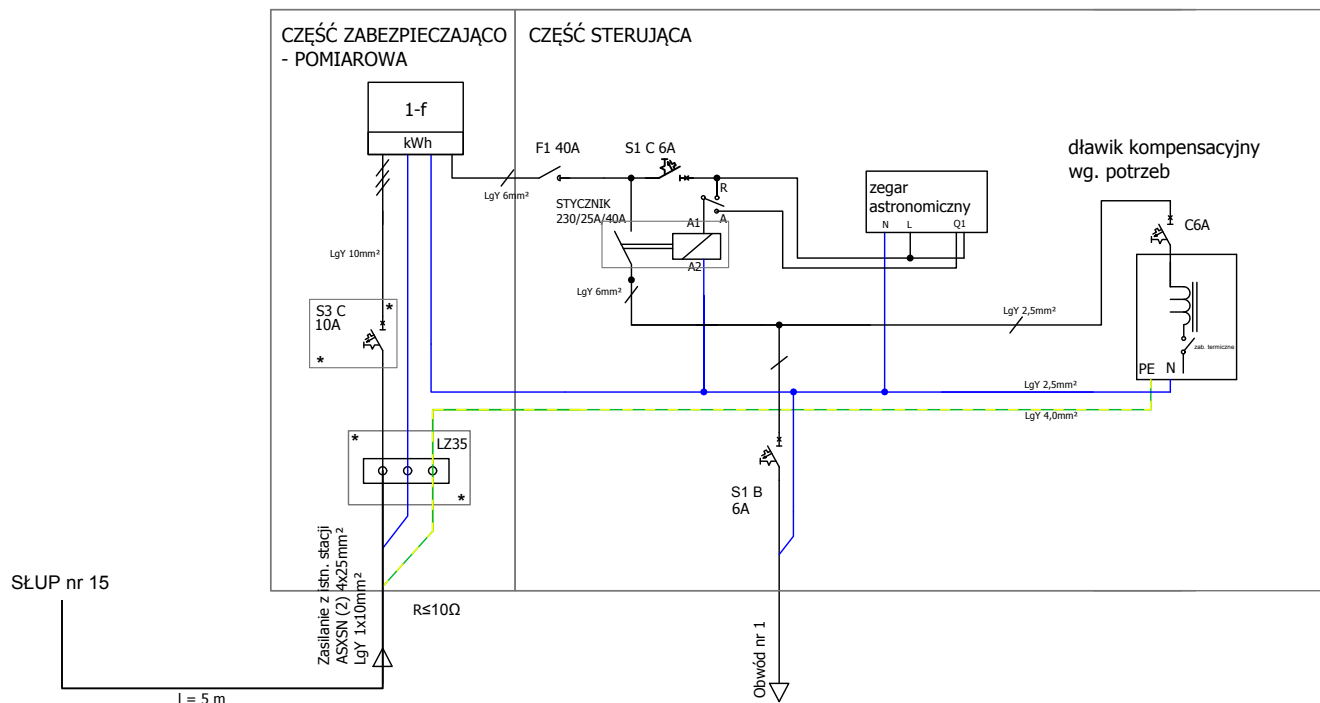 CZĘŚĆ ZABEZPIECZAJĄCO
- POMIAROWA
CZĘŚĆ STERUJĄCA
1-f
kWh
F1 40A
S1 C 6A
LgY 6mm²
STYCZNIK
230/25A/40A
R
A
A1
A2
zegar
astronomiczny
N
L
Q1
dławik kompensacyjny
wg. potrzeb
C6A
LgY 10mm²
LgY 6mm²
LgY 2,5mm²
S3 C
10A
*
*
zab. termiczne
PE
N
LgY 2,5mm²
LgY 4,0mm²
*
LZ35
*
S1 B
6A
SŁUP nr 15
Zasilanie z istn. stacji
ASXSN (2) 4x25mm²
LgY 1x10mm²
R≤10Ω
Obwód nr 1
l = 5 m